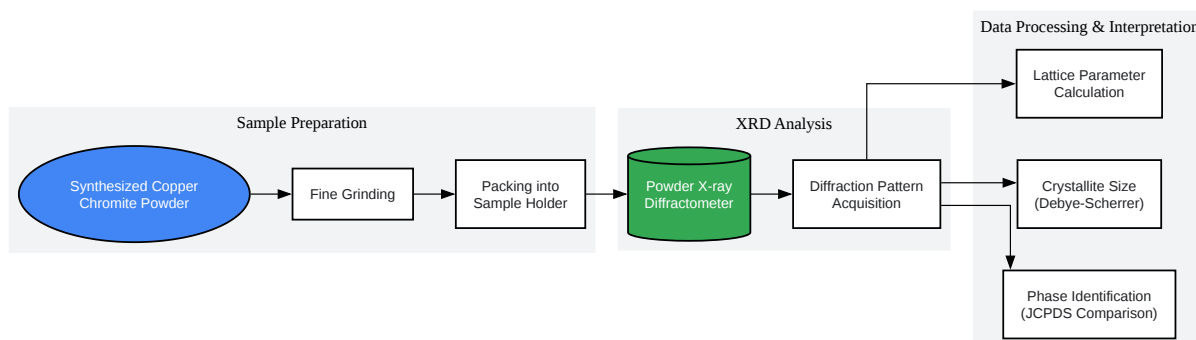 Sample Preparation
Synthesized Copper
Chromite Powder
Fine Grinding
Packing into
Sample Holder
XRD Analysis
Powder X-ray
Diffractometer
Diffraction Pattern
Acquisition
Data Processing & Interpretation
Lattice Parameter
Calculation
Crystallite Size
(Debye-Scherrer)
Phase Identification
(JCPDS Comparison)